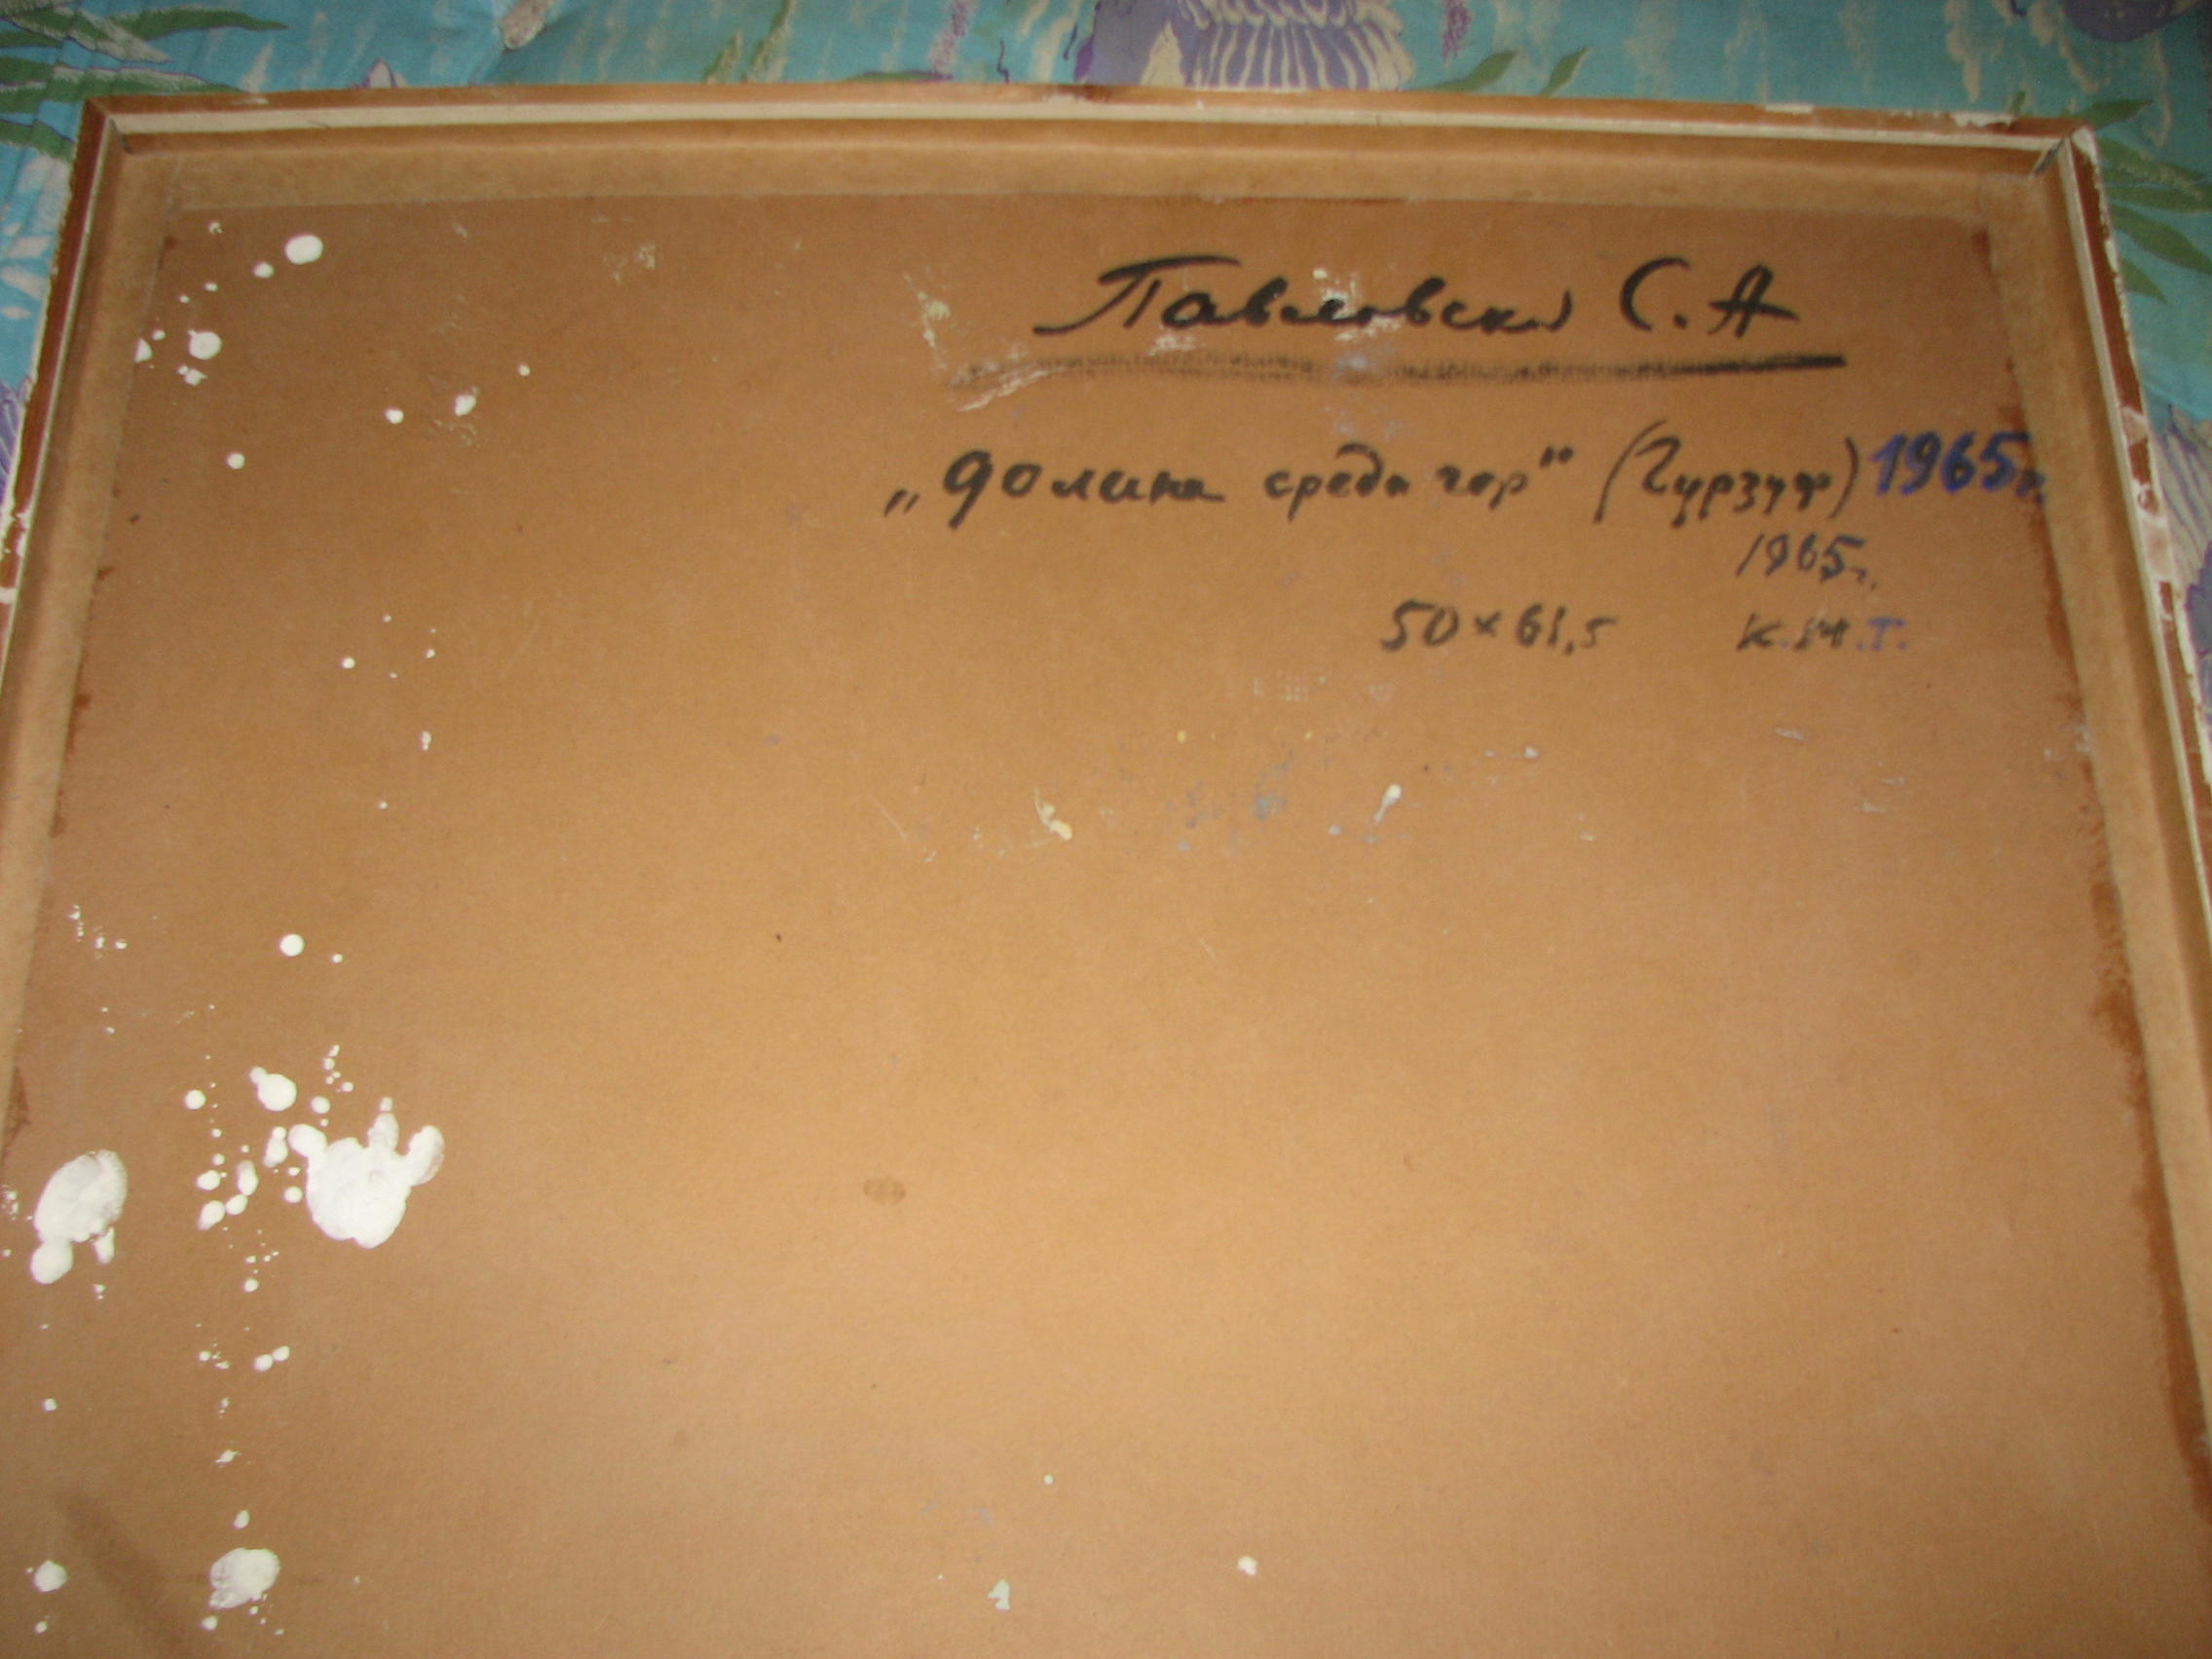 Павловский С.А
„Долина среди гор" (Гурзуф) 1965г.
1965г.
50×61,5 К.М.Т.